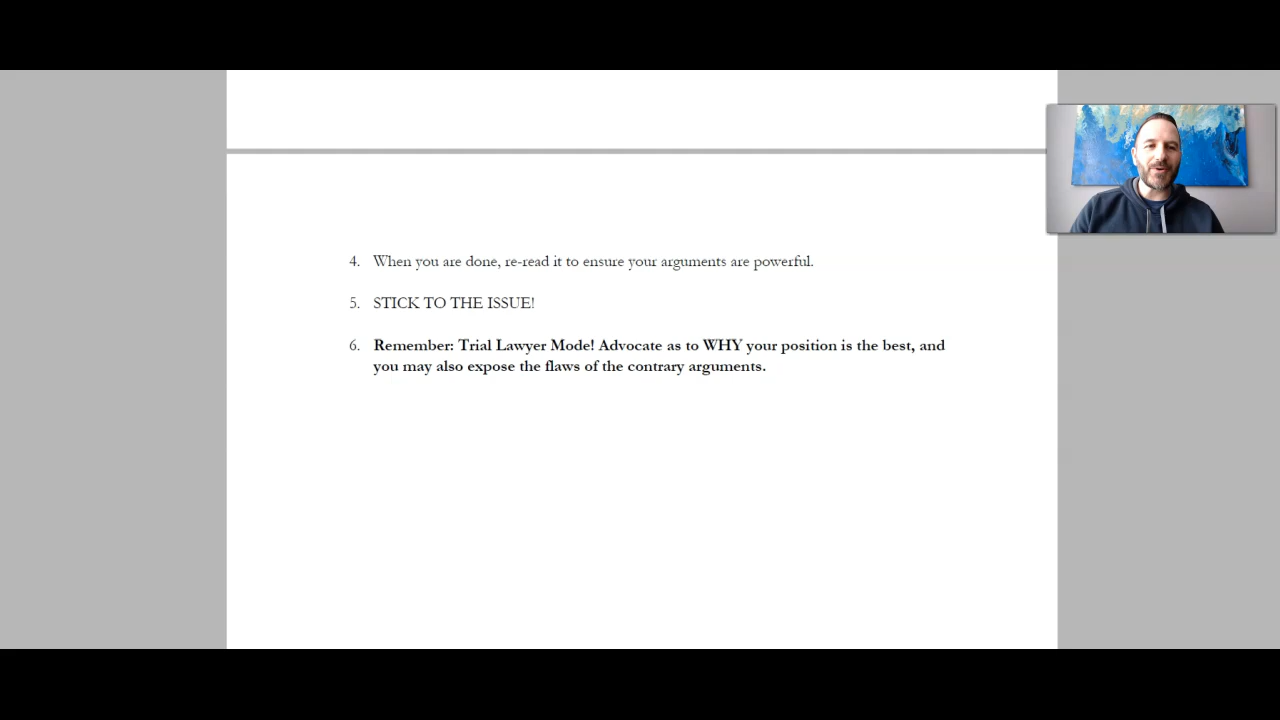 4. When you are done, re-read it to ensure your arguments are powerful.
5. STICK TO THE ISSUE!
6. Remember: Trial Lawyer Mode! Advocate as to WHY your position is the best, and
you may also expose the flaws of the contrary arguments.